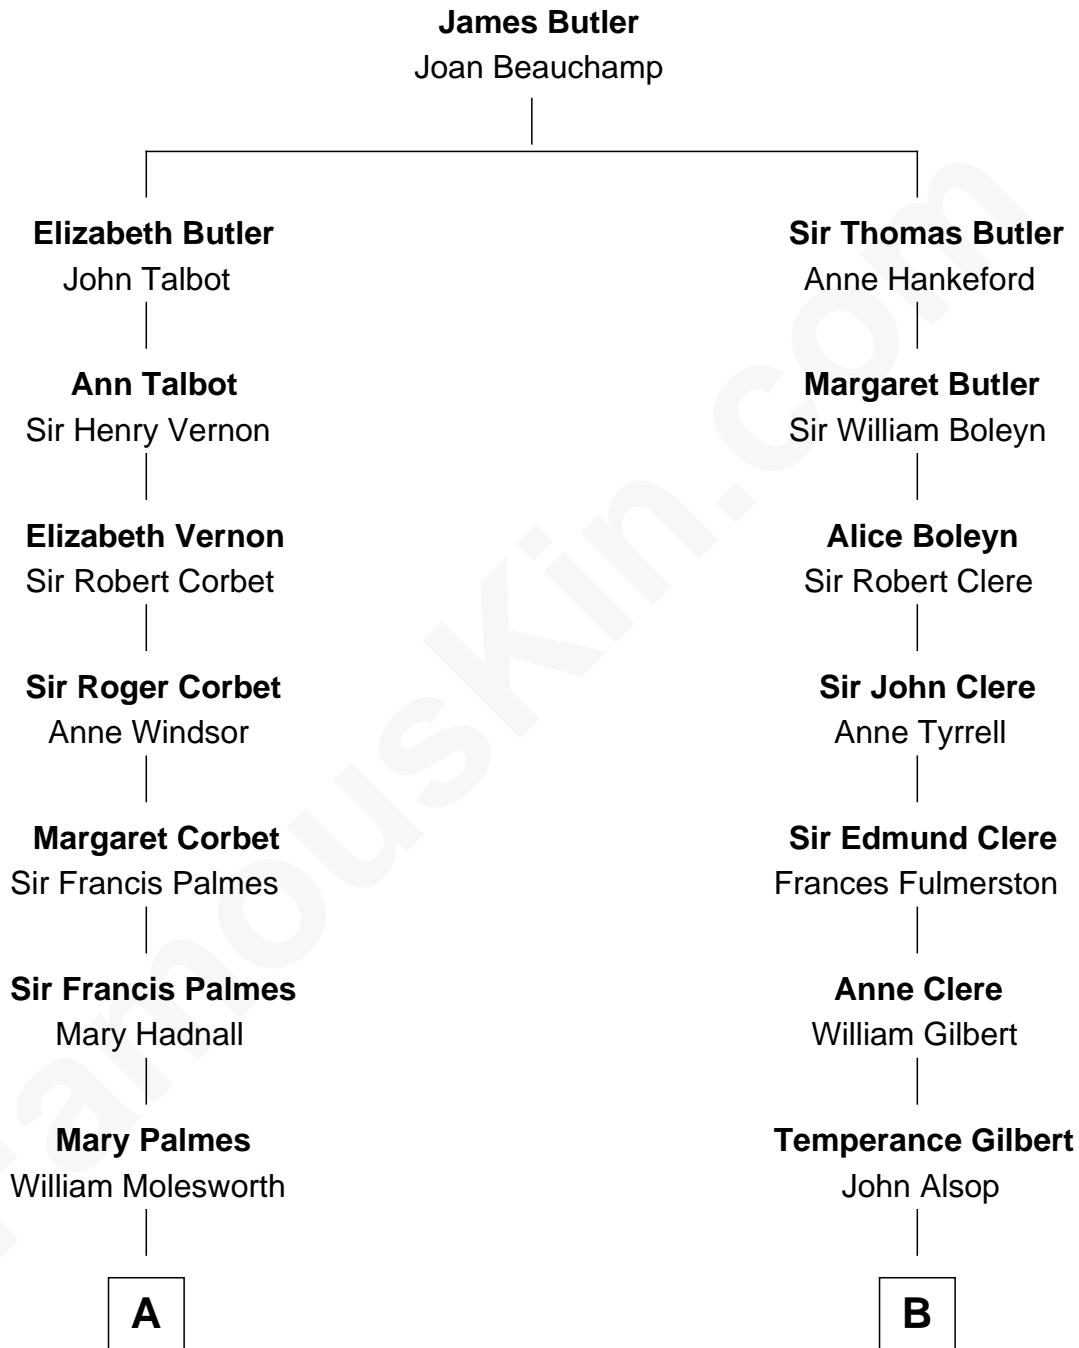 James Butler
Joan Beauchamp
Elizabeth Butler
John Talbot
Sir Thomas Butler
Anne Hankeford
Ann Talbot
Sir Henry Vernon
Margaret Butler
Sir William Boleyn
Elizabeth Vernon
Sir Robert Corbet
Alice Boleyn
Sir Robert Clere
Sir Roger Corbet
Anne Windsor
Sir John Clere
Anne Tyrrell
Margaret Corbet
Sir Francis Palmes
Sir Edmund Clere
Frances Fulmerston
Sir Francis Palmes
Mary Hadnall
Anne Clere
William Gilbert
Mary Palmes
William Molesworth
Temperance Gilbert
John Alsop
A
B
FamousKin.com